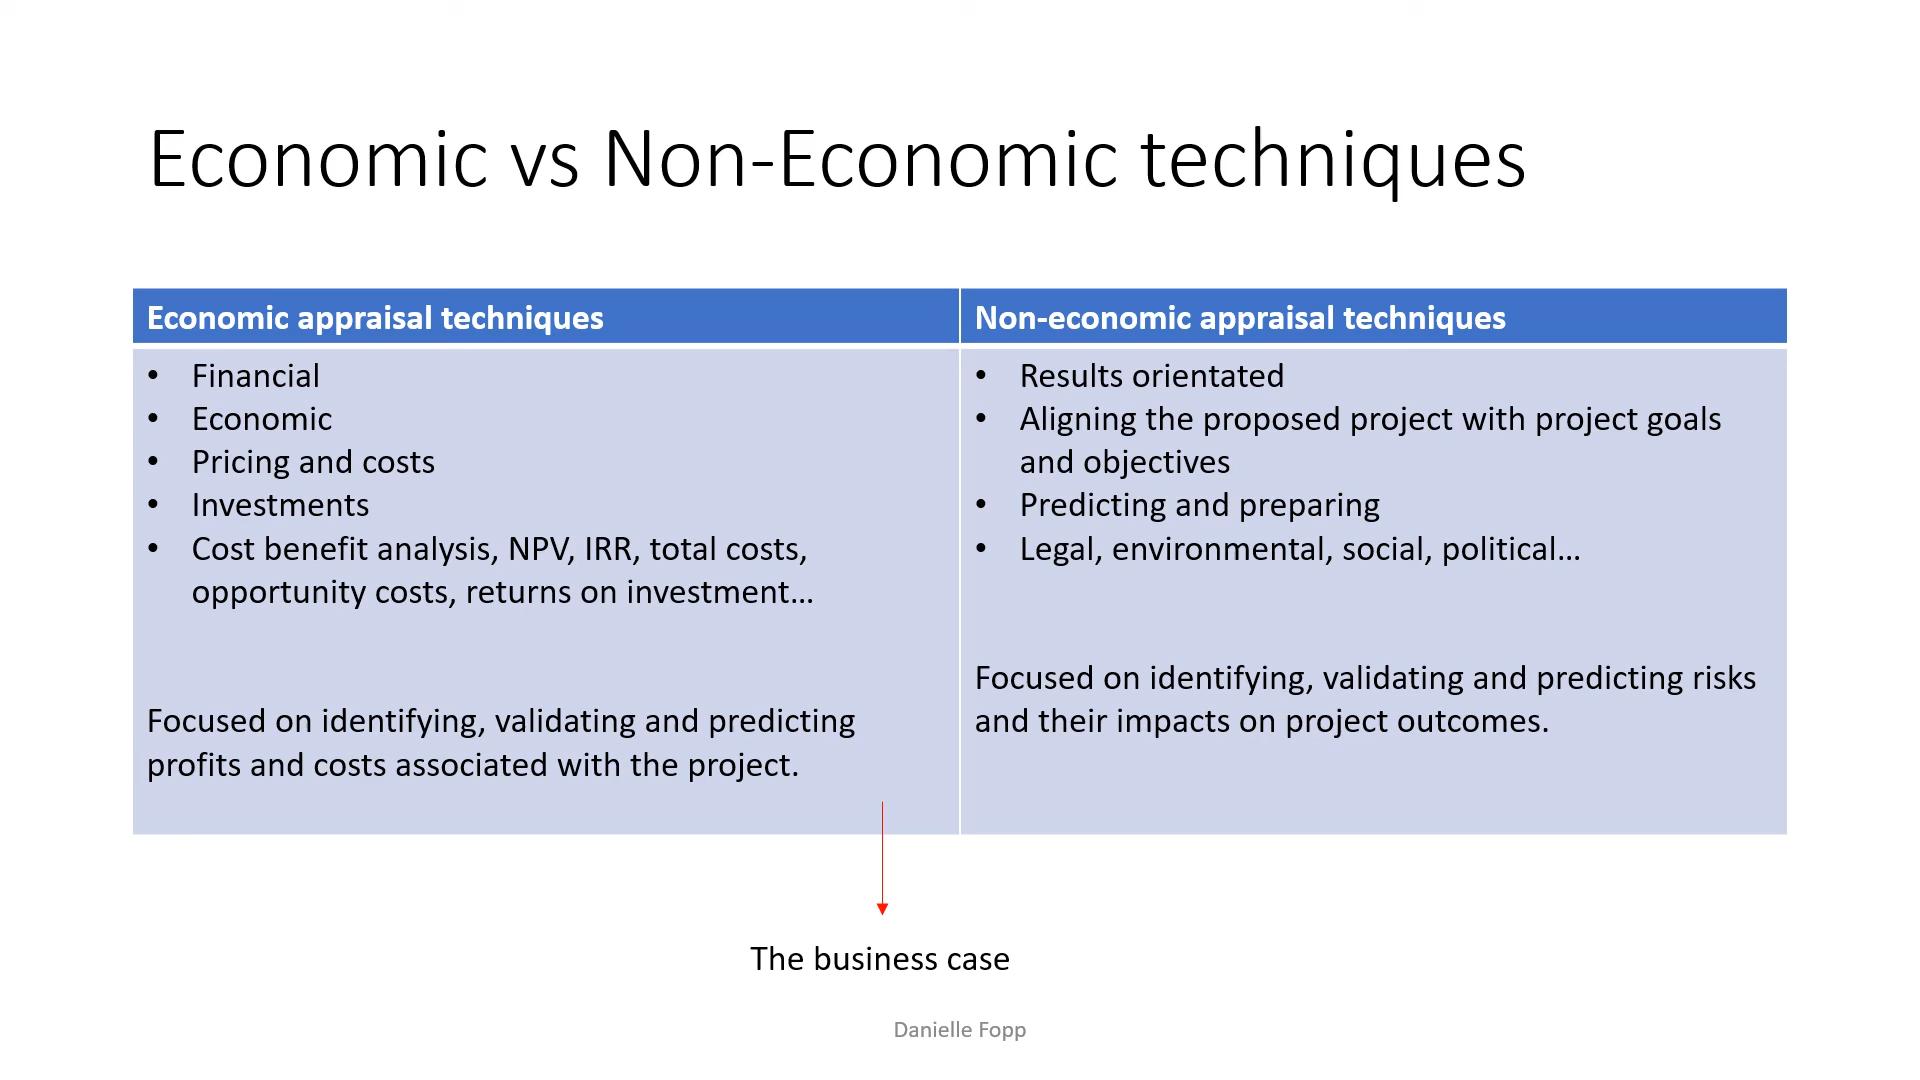 Economic vs Non-Economic techniques
Economic appraisal techniques
• Financial
• Economic
• Pricing and costs
• Investments
• Cost benefit analysis, NPV, IRR, total costs,
opportunity costs, returns on investment...
Focused on identifying, validating and predicting
profits and costs associated with the project.
Non-economic appraisal techniques
• Results orientated
• Aligning the proposed project with project goals
and objectives
• Predicting and preparing
• Legal, environmental, social, political...
Focused on identifying, validating and predicting risks
and their impacts on project outcomes.
The business case
Danielle Fopp